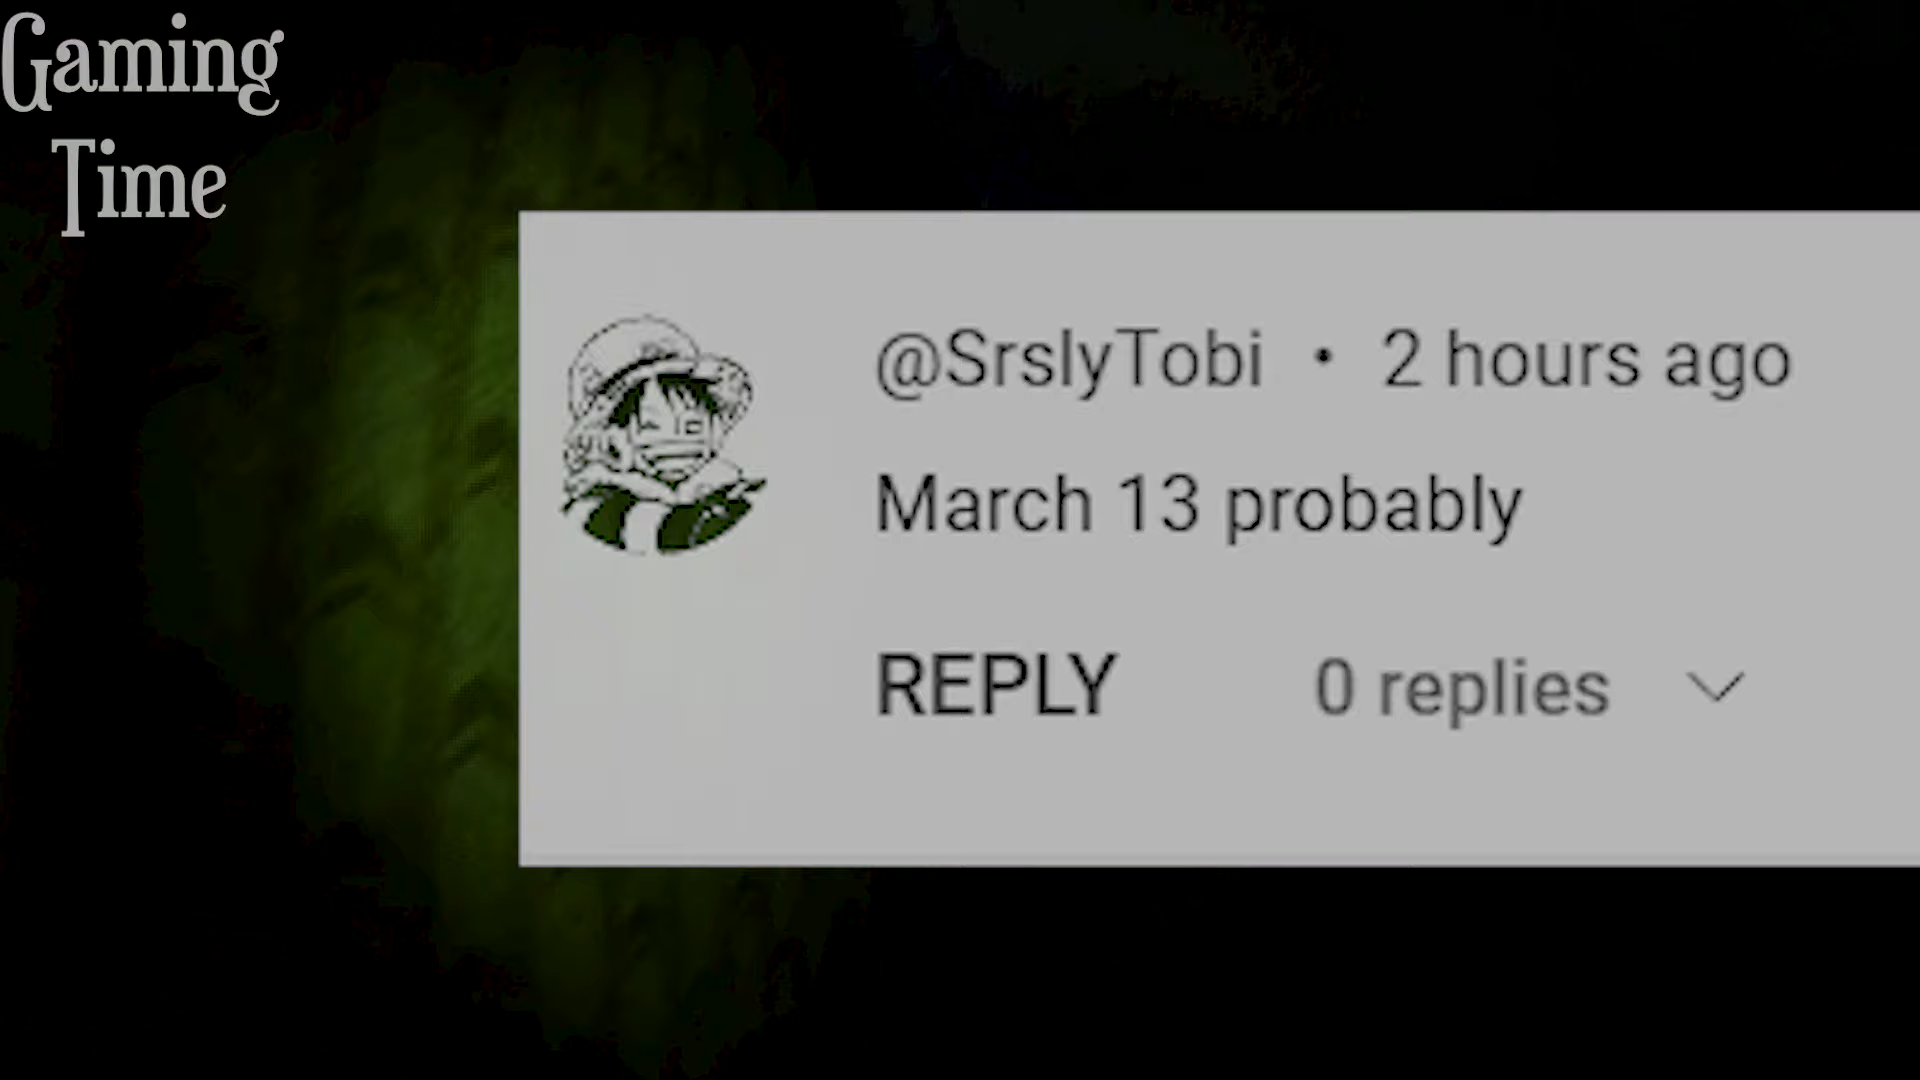 Gaming
Time
@SrslyTobi • 2 hours ago
March 13 probably
REPLY 0 replies